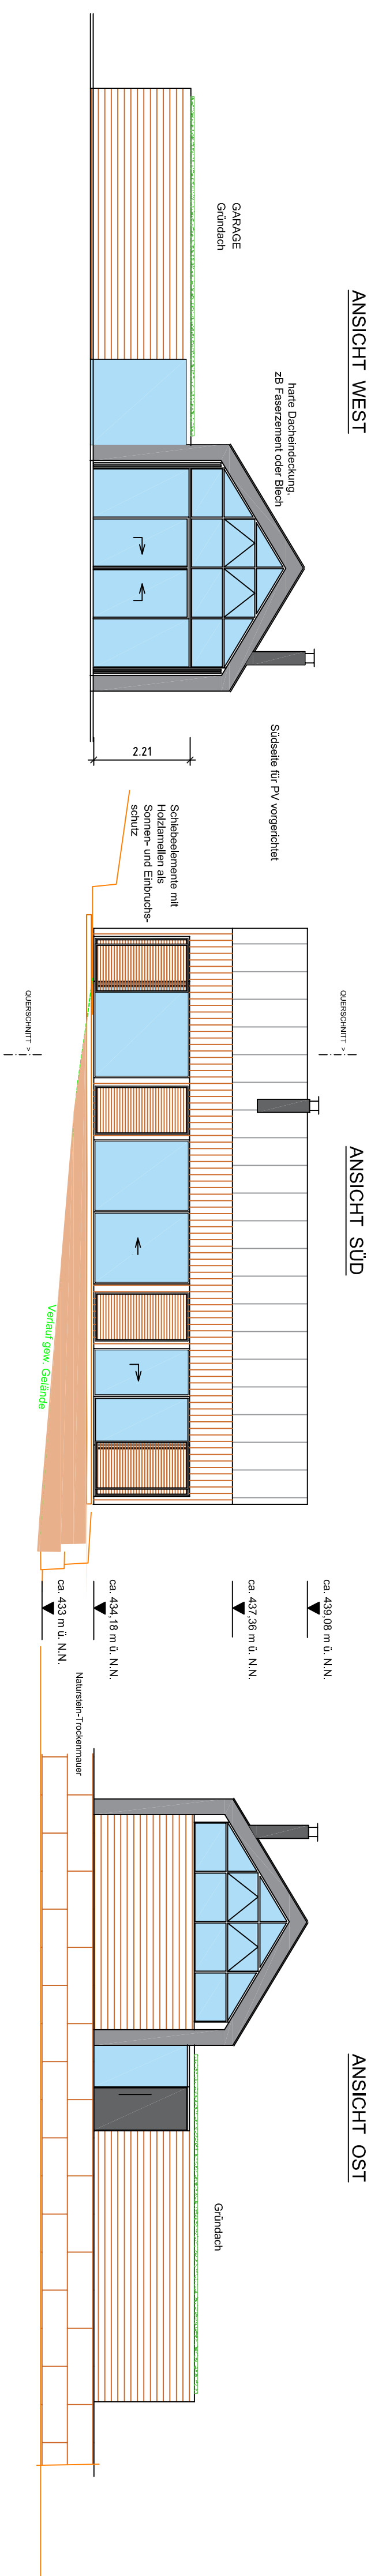 ANSICHT WEST
GARAGE
Gründach
harte Dacheindeckung,
zB Faserzement oder Blech
2.21
Südseite für PV vorgerichtet
Schiebeelemente mit
Holzlamellen als
Sonnen- und Einbruchs-
schutz
ANSICHT SÜD
QUERSCHNITT >
QUERSCHNITT >
Verlauf gew. Gelände
ca. 439,08 m ü. N.N.
ca. 437,36 m ü. N.N.
ca. 434,18 m ü. N.N.
ca. 433 m ü. N.N.
Naturstein-Trockenmauer
ANSICHT OST
Gründach